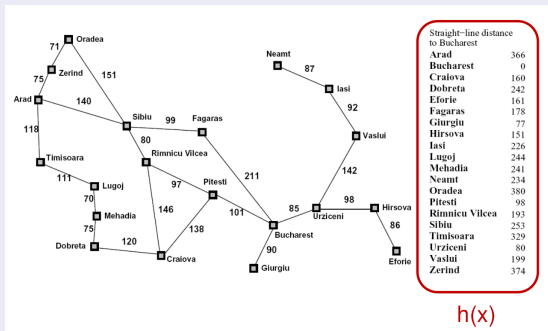 Oradea
71
Neamt
87
Zerind
151
75
Iasi
Arad
140
92
Sibiu
99
Fagaras
118
Vaslui
80
Timisoara
Rimnicu Vilcea
142
111
211
Lugoj
97
Pitesti
70
98
Hirsova
85
146
101
Urziceni
Mehadia
138
86
75
Bucharest
120
90
Dobreta
Craiova
Eforie
Giurgiu
Straight−line distance
to Bucharest
Arad 366
Bucharest 0
Craiova 160
Dobreta 242
Eforie 161
Fagaras 178
Giurgiu 77
Hirsova 151
Iasi 226
Lugoj 244
Mehadia 241
Neamt 234
Oradea 380
Pitesti 98
Rimnicu Vilcea 193
Sibiu 253
Timisoara 329
Urziceni 80
Vaslui 199
Zerind 374
h(x)